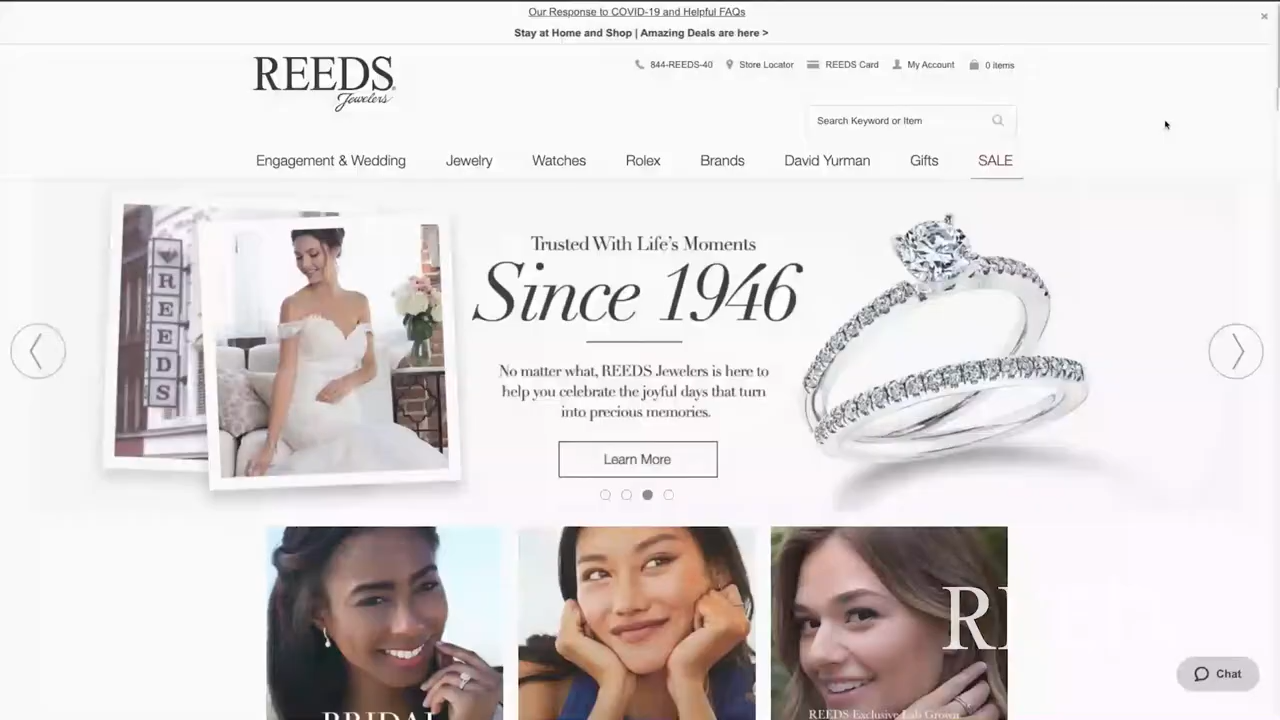 Our Response to COVID-19 and Helpful FAQs
Stay at Home and Shop | Amazing Deals are here >
REEDS
Jewelers
844-REEDS-40
Store Locator
REEDS Card
My Account
0 items
Search Keyword or Item
Engagement & Wedding
Jewelry
Watches
Rolex
Brands
David Yurman
Gifts
SALE
REEDS
Trusted With Life's Moments
Since 1946
No matter what, REEDS Jewelers is here to
help you celebrate the joyful days that turn
into precious memories.
Learn More
BRIDAL
REEDS Exclusive Lab Grown
Chat